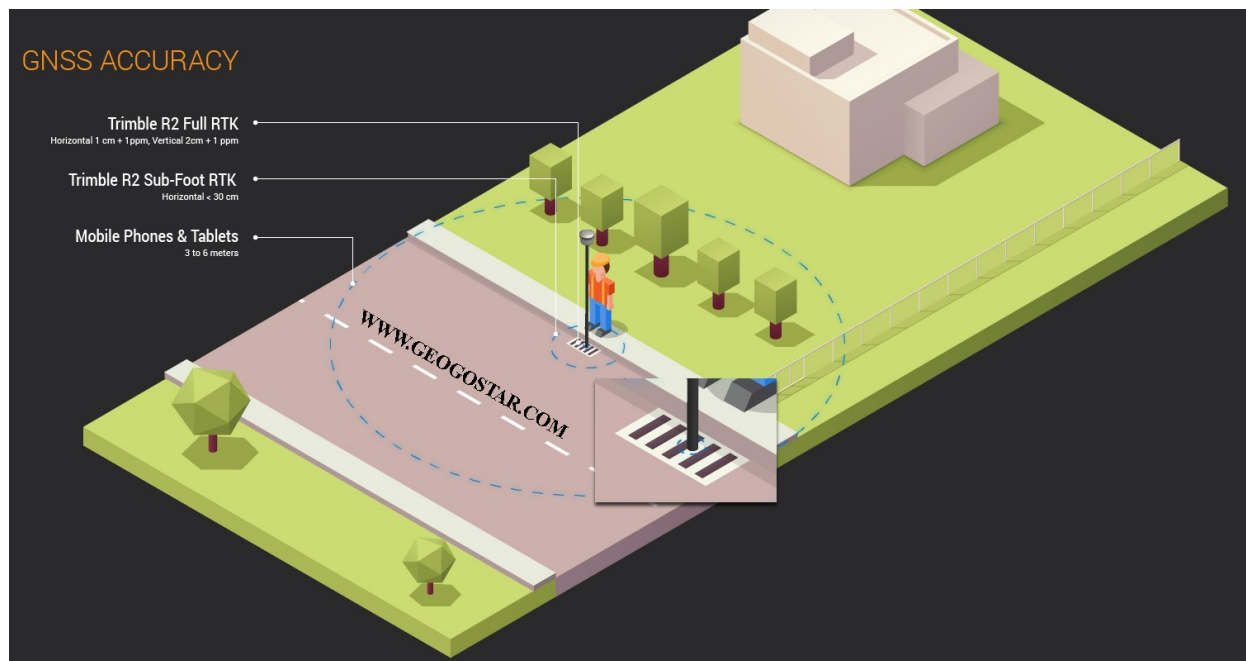 GNSS ACCURACY
Trimble R2 Full RTK
Horizontal 1 cm + 1ppm, Vertical 2cm + 1 ppm
Trimble R2 Sub-Foot RTK
Horizontal < 30 cm
Mobile Phones & Tablets
3 to 6 meters
WWW.GEOGOSTAR.COM